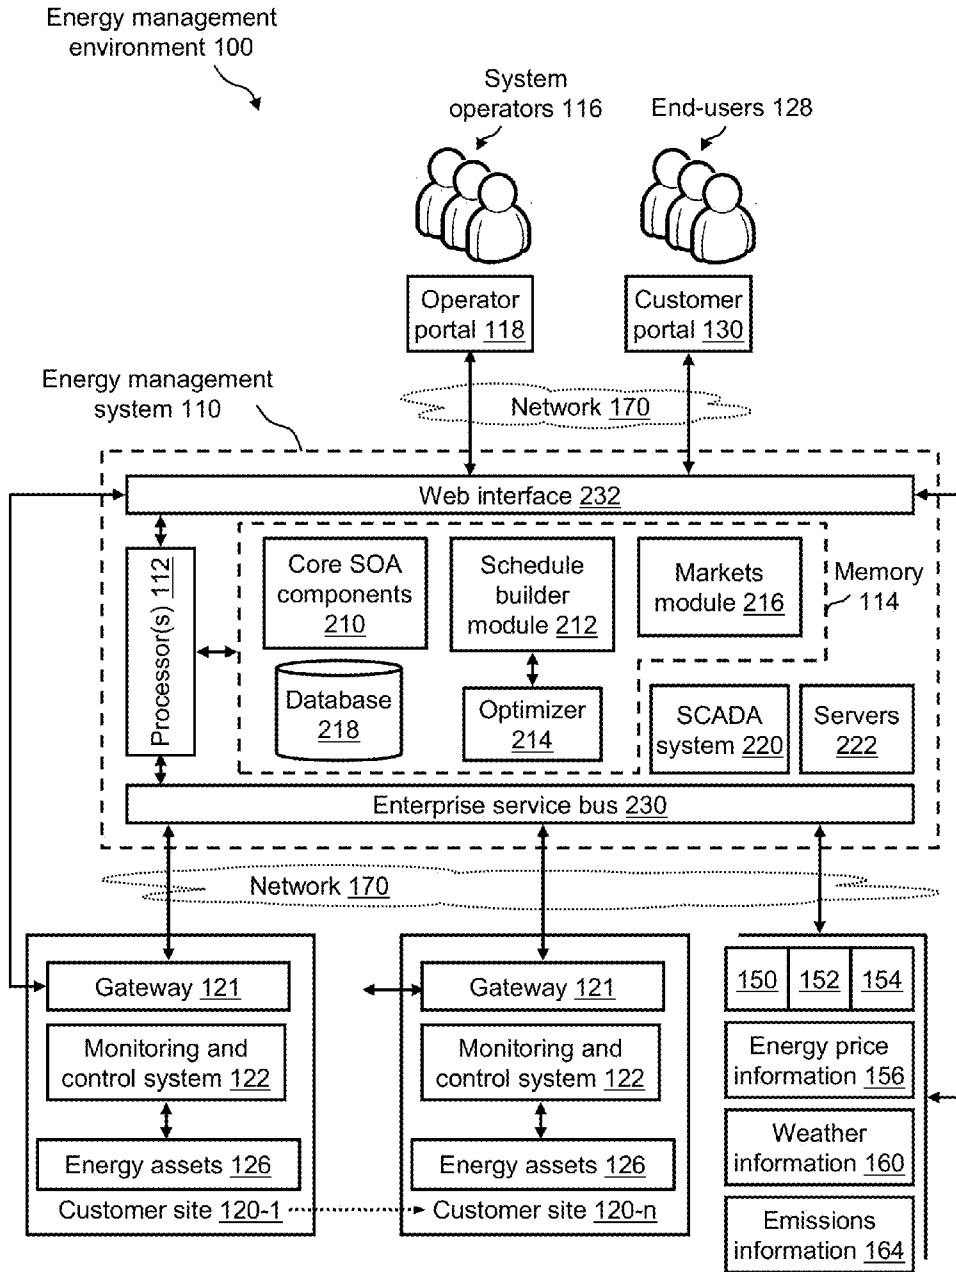 Energy management
environment 100
System
operators 116
End-users 128
Operator
portal 118
Customer
portal 130
Energy management
system 110
Network 170
Web interface 232
Processor(s) 112
Core SOA
components
210
Schedule
builder
module 212
Markets
module 216
Memory
114
Database
218
Optimizer
214
SCADA
system 220
Servers
222
Enterprise service bus 230
Network 170
Gateway 121
Monitoring and
control system 122
Energy assets 126
Customer site 120-1
Gateway 121
Monitoring and
control system 122
Energy assets 126
Customer site 120-n
150 152 154
Energy price
information 156
Weather
information 160
Emissions
information 164